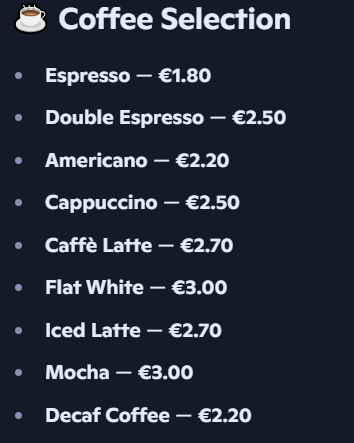 ☕ Coffee Selection
• Espresso — €1.80
• Double Espresso — €2.50
• Americano — €2.20
• Cappuccino — €2.50
• Caffè Latte — €2.70
• Flat White — €3.00
• Iced Latte — €2.70
• Mocha — €3.00
• Decaf Coffee — €2.20